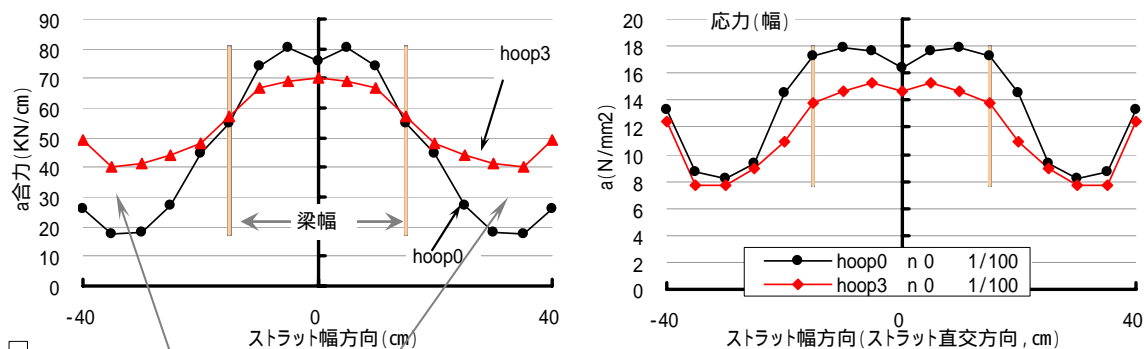 90
80
70
60
50
40
30
20
10
0
a合力(KN/cm)
hoop3
梁幅
hoop0
-40
0
40
ストラット幅方向(cm)
応力(幅)
20
18
16
14
12
10
8
6
4
2
0
a(N/mm2)
hoop0 n 0 1/100
hoop3 n 0 1/100
-40
0
40
ストラット幅方向(ストラット直交方向,cm)